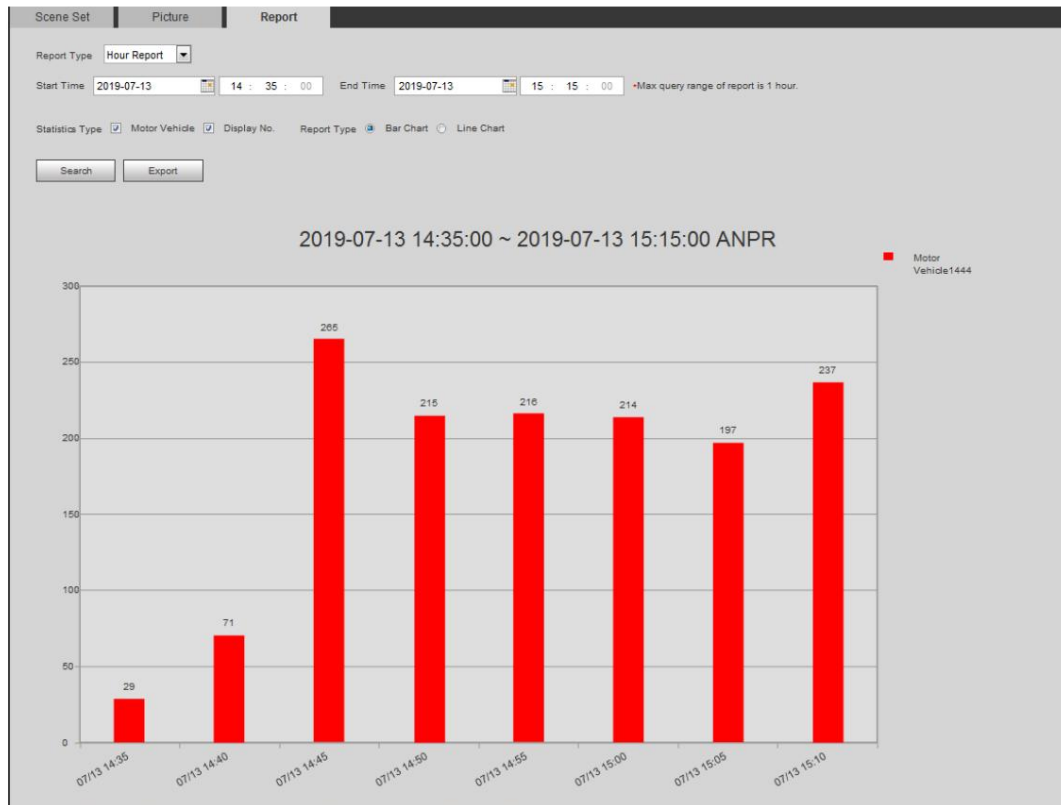 Scene Set Picture Report
Report Type Hour Report
Start Time 2019-07-13 14 : 35 : 00 End Time 2019-07-13 15 : 15 : 00 •Max query range of report is 1 hour.
Statistics Type Motor Vehicle Display No. Report Type Bar Chart Line Chart
Search Export
2019-07-13 14:35:00 ~ 2019-07-13 15:15:00 ANPR
Motor
Vehicle1444
300
265
250
237
215
216
214
200
197
150
100
71
50
29
0
07/13 14:35 07/13 14:40 07/13 14:45 07/13 14:50 07/13 14:55 07/13 15:00 07/13 15:05 07/13 15:10